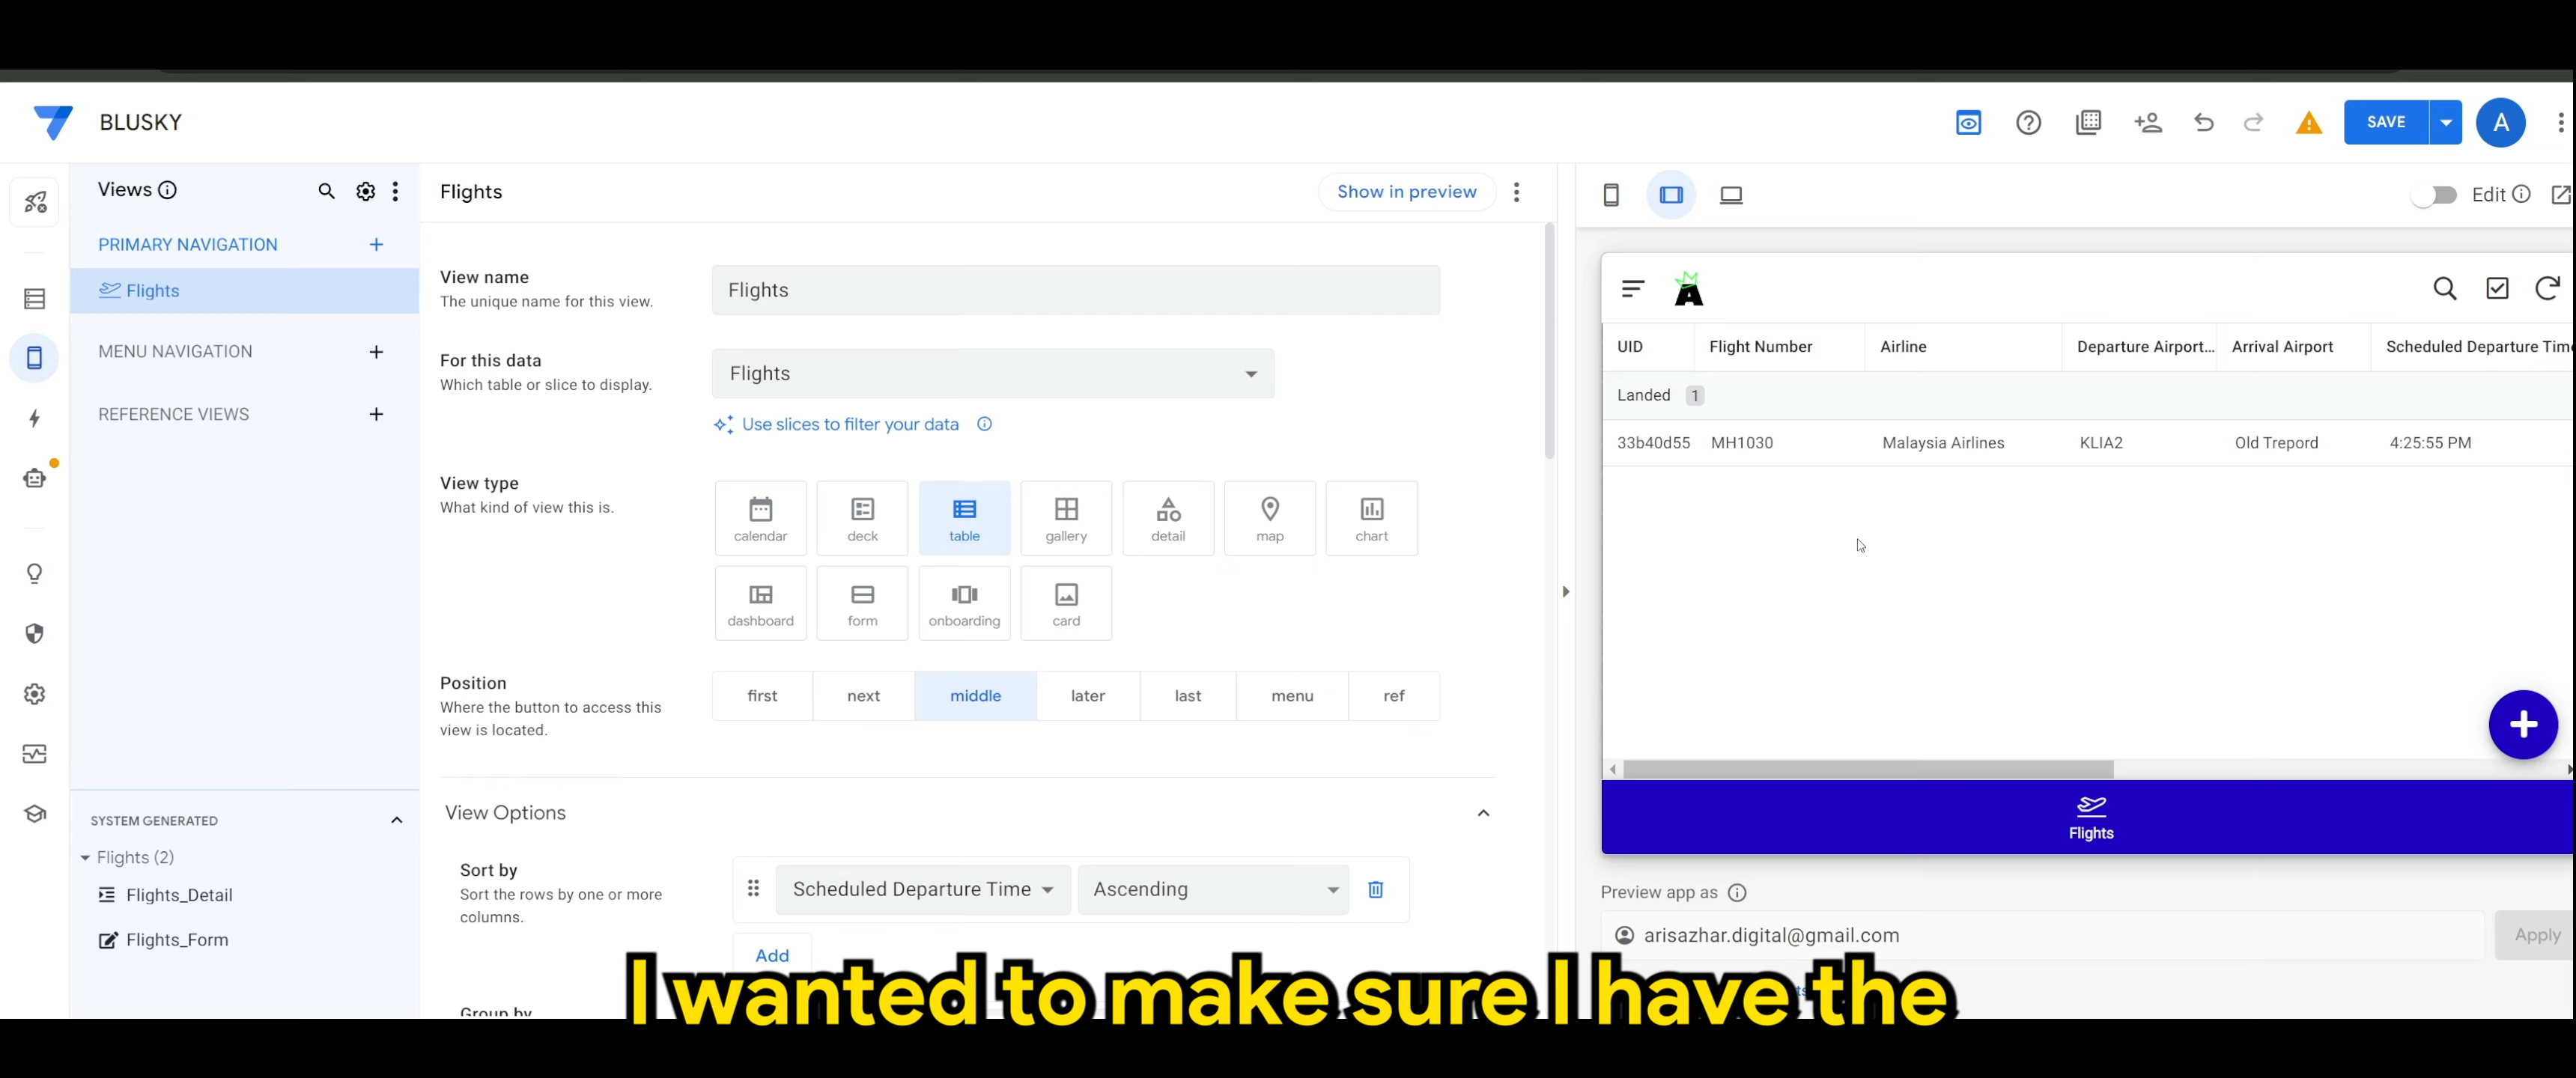 BLUSKY
SAVE
A
Views
PRIMARY NAVIGATION
Flights
MENU NAVIGATION
REFERENCE VIEWS
SYSTEM GENERATED
Flights (2)
Flights_Detail
Flights_Form
Flights
Show in preview
View name
The unique name for this view.
Flights
For this data
Which table or slice to display.
Flights
Use slices to filter your data
View type
What kind of view this is.
calendar
deck
table
gallery
detail
map
chart
dashboard
form
onboarding
card
Position
Where the button to access this
view is located.
first
next
middle
later
last
menu
ref
View Options
Sort by
Sort the rows by one or more
columns.
Scheduled Departure Time
Ascending
Add
Group by
Edit
A
UID Flight Number Airline Departure Airport... Arrival Airport Scheduled Departure Tim
Landed 1
33b40d55 MH1030 Malaysia Airlines KLIA2 Old Trepord 4:25:55 PM
Flights
Preview app as
arisazhar.digital@gmail.com
Apply
I wanted to make sure I have the